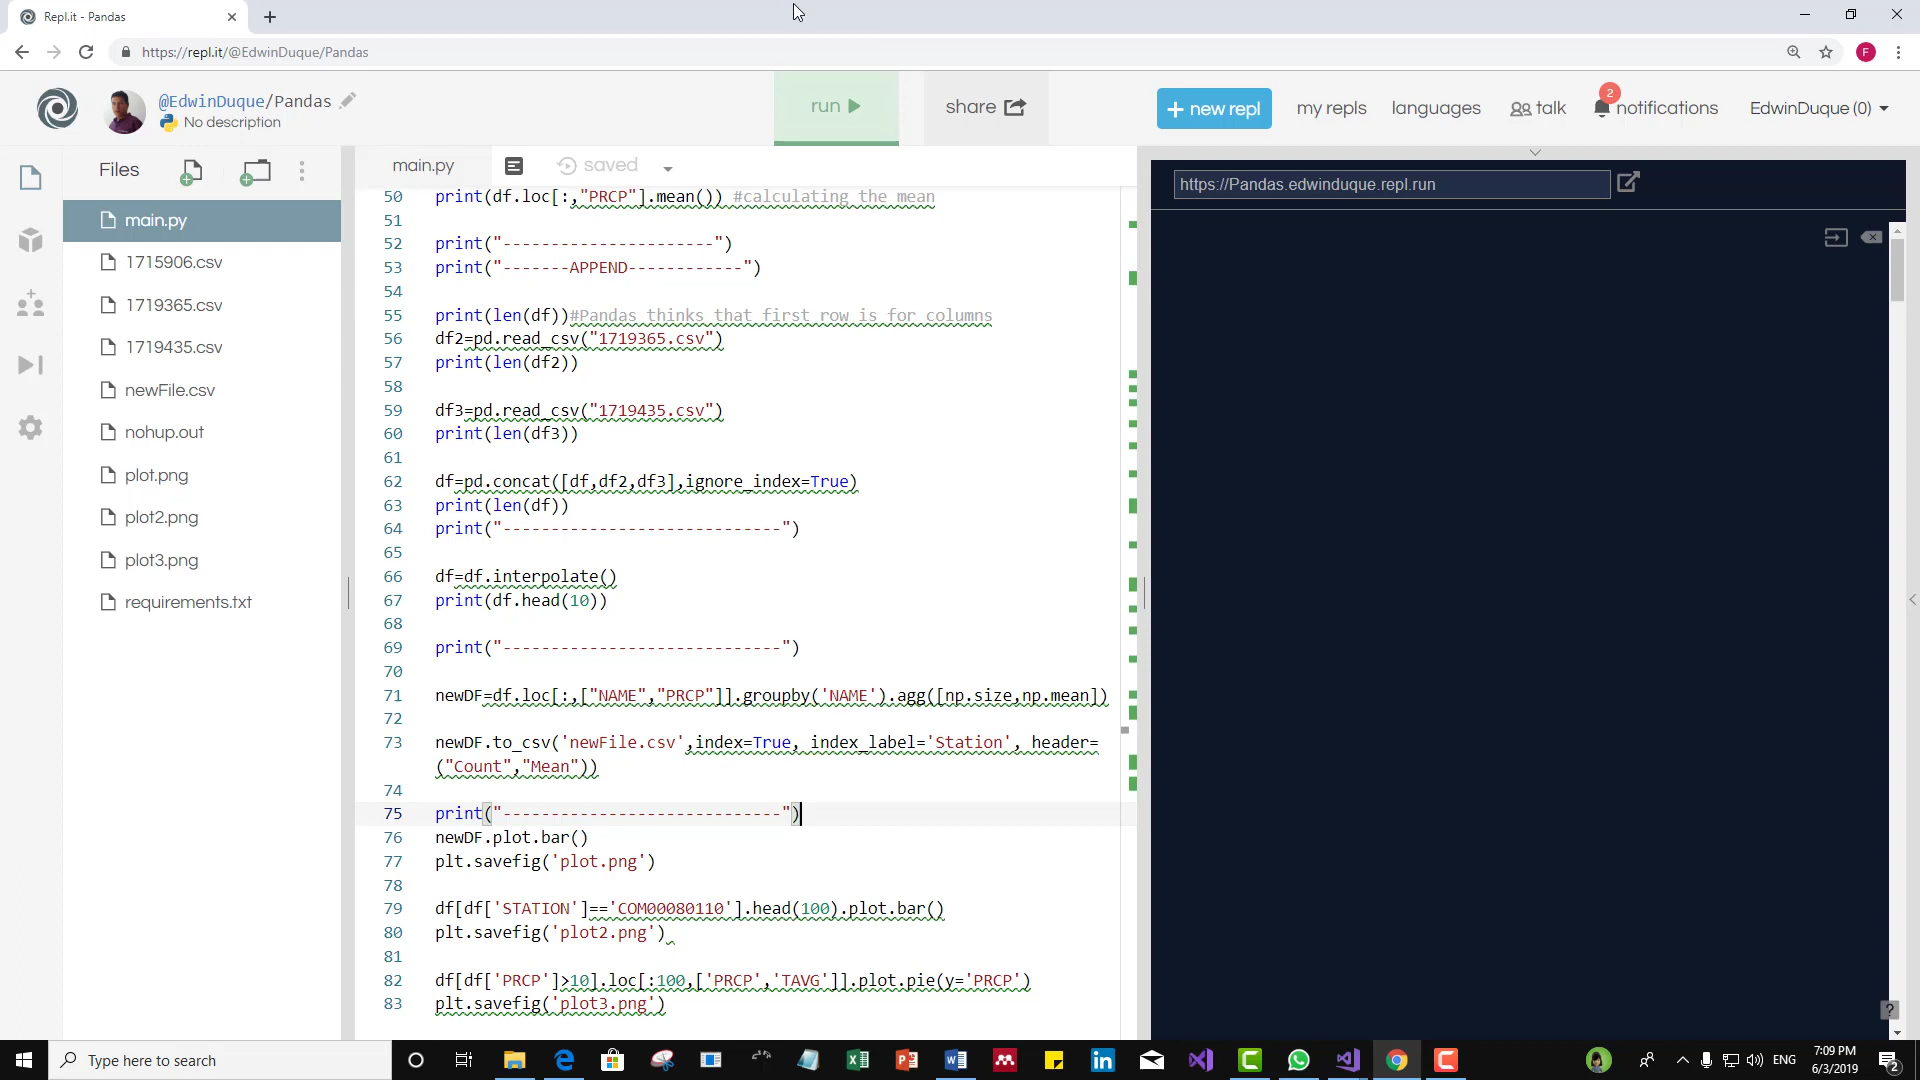 Repl.it - Pandas
https://repl.it/@EdwinDuque/Pandas
F
@EdwinDuque/Pandas
No description
run
share
+ new repl
my repls
languages
talk
2
notifications
EdwinDuque (0)
Files
main.py
saved
https://Pandas.edwinduque.repl.run
main.py
1715906.csv
1719365.csv
1719435.csv
newFile.csv
nohup.out
plot.png
plot2.png
plot3.png
requirements.txt
50 print(df.loc[:,"PRCP"].mean()) #calculating the mean
51
52 print("----------------------")
53 print("-------APPEND------------")
54
55 print(len(df))#Pandas thinks that first row is for columns
56 df2=pd.read_csv("1719365.csv")
57 print(len(df2))
58
59 df3=pd.read_csv("1719435.csv")
60 print(len(df3))
61
62 df=pd.concat([df,df2,df3],ignore_index=True)
63 print(len(df))
64 print("-----------------------------")
65
66 df=df.interpolate()
67 print(df.head(10))
68
69 print("-----------------------------")
70
71 newDF=df.loc[:,["NAME","PRCP"]].groupby('NAME').agg([np.size,np.mean])
72
73 newDF.to_csv('newFile.csv',index=True, index_label='Station', header=
("Count","Mean"))
74
75 print("-----------------------------")
76 newDF.plot.bar()
77 plt.savefig('plot.png')
78
79 df[df['STATION']=='COM00080110'].head(100).plot.bar()
80 plt.savefig('plot2.png')
81
82 df[df['PRCP']>10].loc[:100,['PRCP','TAVG']].plot.pie(y='PRCP')
83 plt.savefig('plot3.png')
?
Type here to search
ENG
7:09 PM
6/3/2019
2